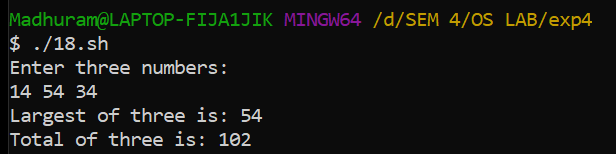 Madhuram@LAPTOP-FIJA1JIK MINGW64 /d/SEM 4/OS LAB/exp4
$ ./18.sh
Enter three numbers:
14 54 34
Largest of three is: 54
Total of three is: 102